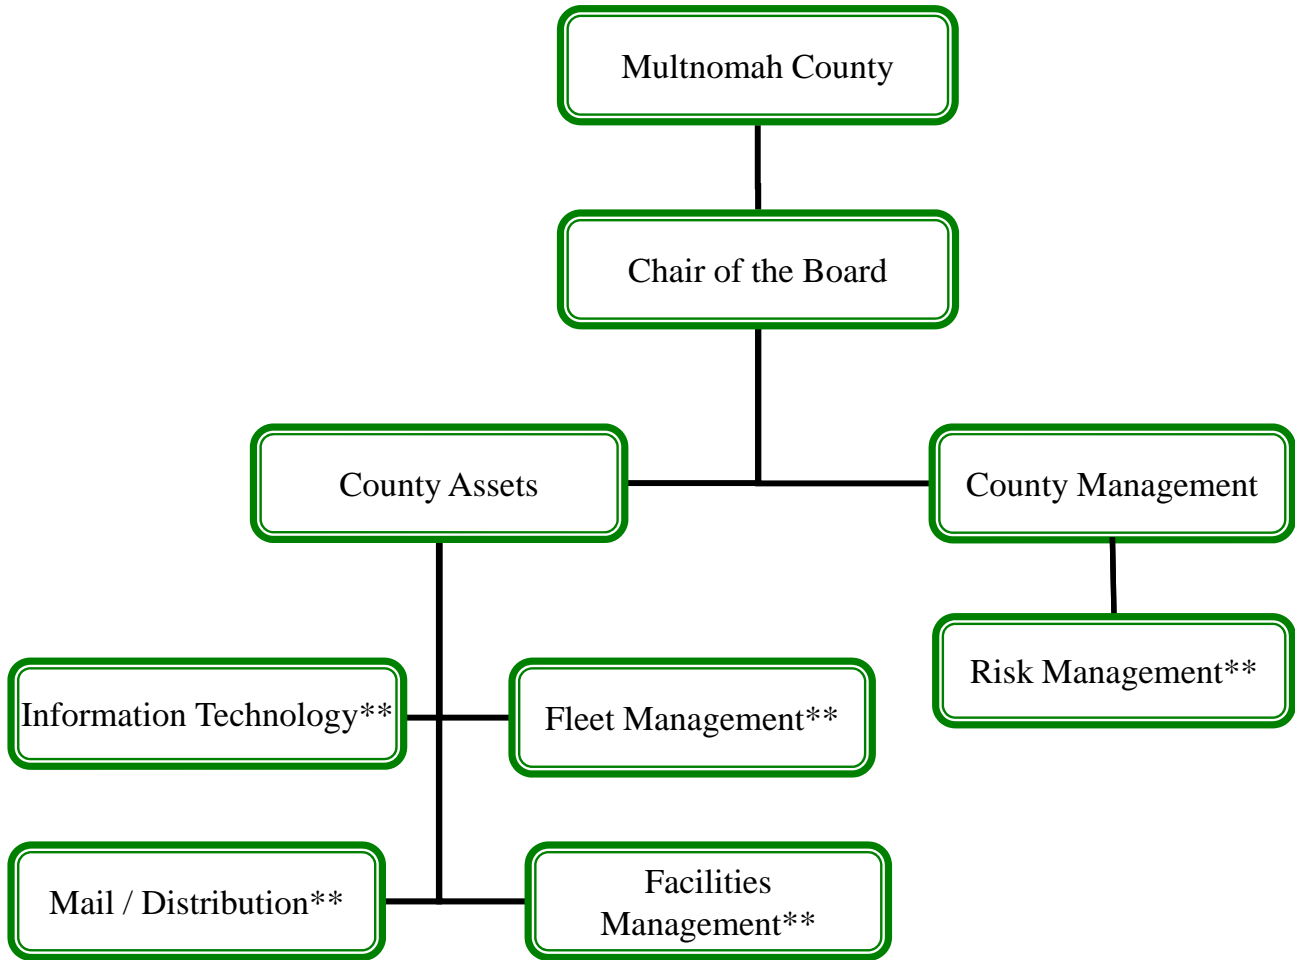 Multnomah County
Chair of the Board
County Assets
County Management
Information Technology**
Fleet Management**
Risk Management**
Mail / Distribution**
Facilities
Management**